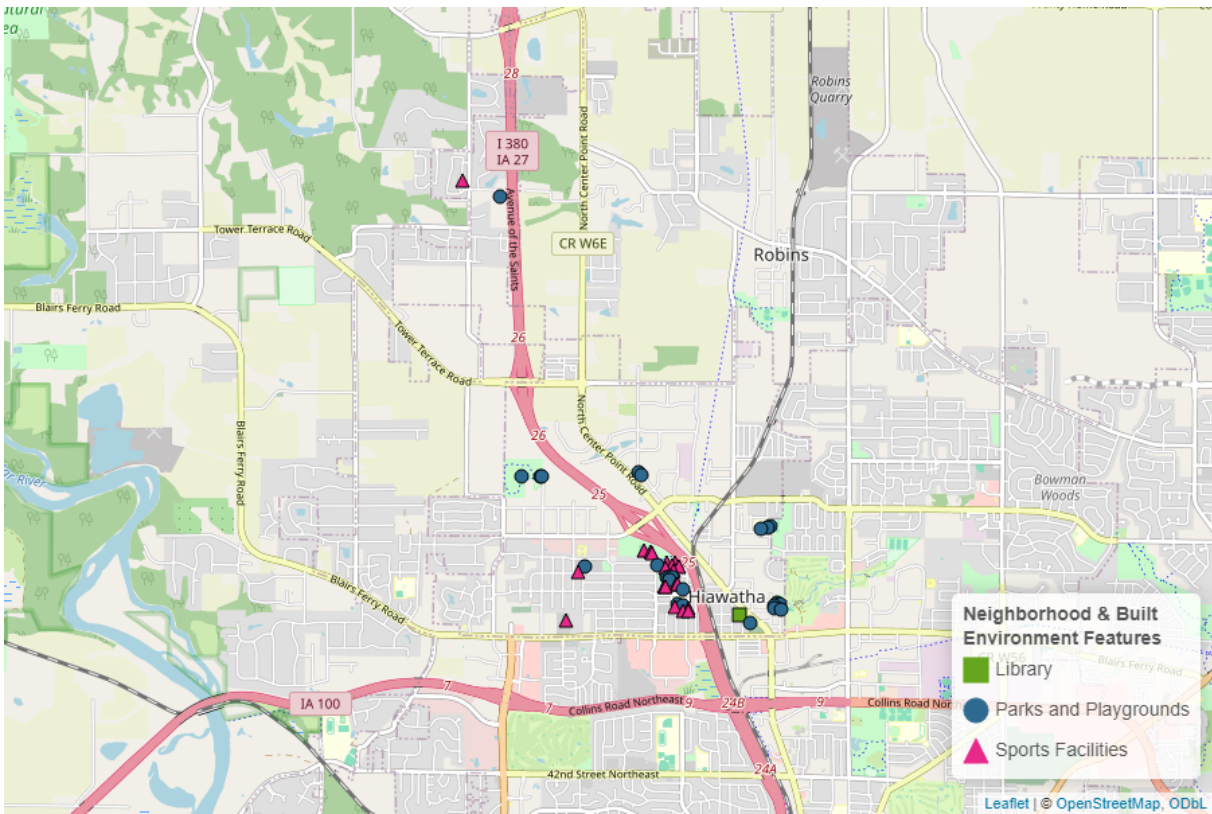 28
Robins
Quarry
I 380
IA 27
North Center Point Road
Avenue of the Saints
Tower Terrace Road
CR W6E
Robins
Blairs Ferry Road
26
Tower Terrace Road
North Center Point Road
26
Blairs Ferry Road
River
25
Bowman
Woods
25
Blairs Ferry Road
Hiawatha
Neighborhood & Built
Environment Features
Library
Parks and Playgrounds
Sports Facilities
CR W56
Blairs Ferry Road
7
IA 100
7
Collins Road Northeast
9
24B
9
Collins Road Nort
42nd Street Northeast
24A
Leaflet | © OpenStreetMap, ODbL